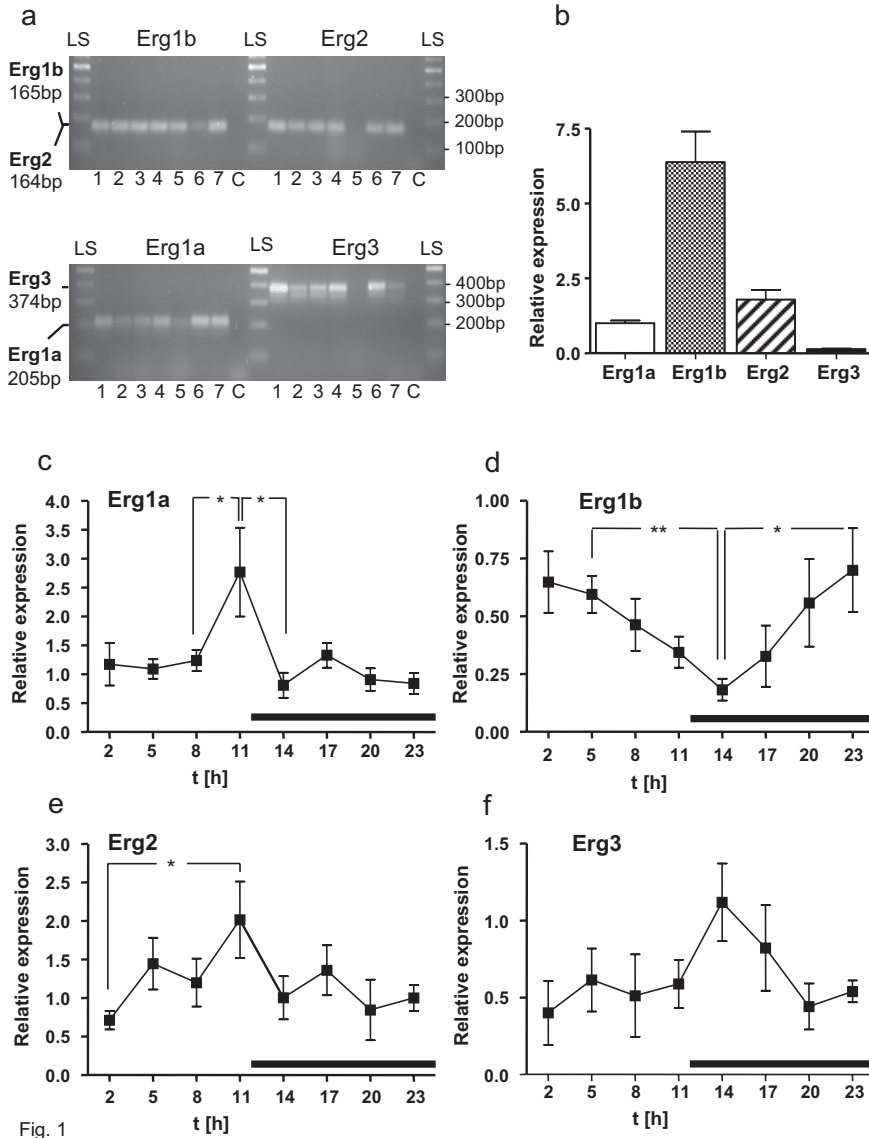 a
LS Erg1b Erg2 LS
Erg1b
165bp
Erg2
164bp
300bp
200bp
100bp
1 2 3 4 5 6 7 C 1 2 3 4 5 6 7 C
LS Erg1a LS Erg3 LS
Erg3
374bp
Erg1a
205bp
400bp
300bp
200bp
1 2 3 4 5 6 7 C 1 2 3 4 5 6 7 C
b
Relative expression
7.5
5.0
2.5
0.0
Erg1a Erg1b Erg2 Erg3
c
Erg1a
Relative expression
4.0
3.5
3.0
2.5
2.0
1.5
1.0
0.5
0.0
* *
2 5 8 11 14 17 20 23
t [h]
d
Erg1b
Relative expression
1.00
0.75
0.50
0.25
0.00
** *
2 5 8 11 14 17 20 23
t [h]
e
Erg2
Relative expression
3.0
2.5
2.0
1.5
1.0
0.5
0.0
*
2 5 8 11 14 17 20 23
t [h]
f
Erg3
Relative expression
1.5
1.0
0.5
0.0
2 5 8 11 14 17 20 23
t [h]
Fig. 1